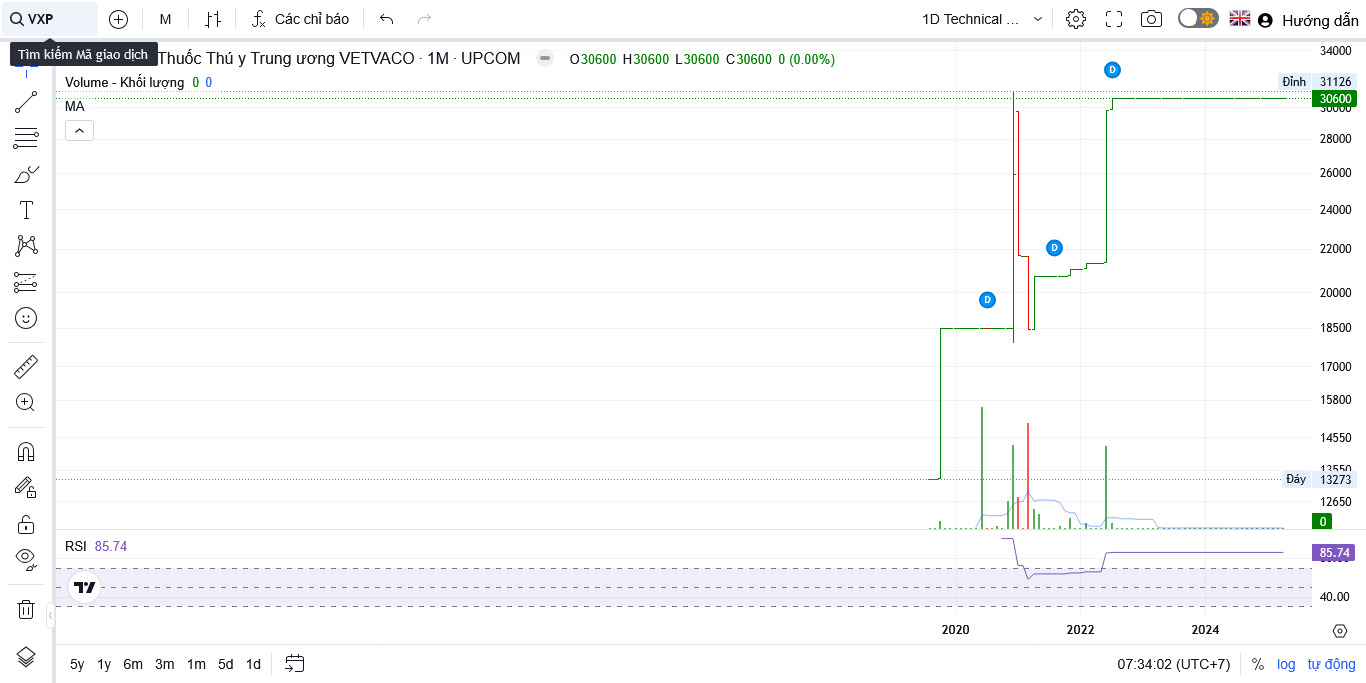 VXP
M
Các chỉ báo
1D Technical ...
Hướng dẫn
Tìm kiếm Mã giao dịch
Thuốc Thú y Trung ương VETVACO · 1M · UPCOM
O30600 H30600 L30600 C30600 0 (0.00%)
Volume - Khối lượng 0 0
MA
D
D
D
34000
Đỉnh 31126
30600
30000
28000
26000
24000
22000
20000
18500
17000
15800
14550
13550
Đáy 13273
12650
0
RSI 85.74
85.74
40.00
2020 2022 2024
5y 1y 6m 3m 1m 5d 1d
07:34:02 (UTC+7) % log tự động